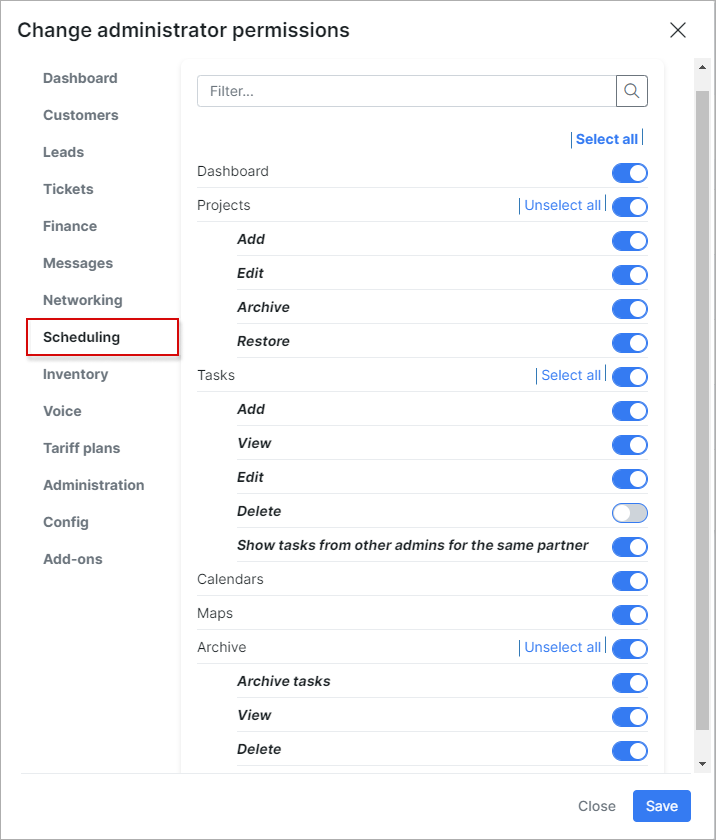 Change administrator permissions
Dashboard
Customers
Leads
Tickets
Finance
Messages
Networking
Scheduling
Inventory
Voice
Tariff plans
Administration
Config
Add-ons
Filter...
Select all
Dashboard
Projects Unselect all
Add
Edit
Archive
Restore
Tasks Select all
Add
View
Edit
Delete
Show tasks from other admins for the same partner
Calendars
Maps
Archive Unselect all
Archive tasks
View
Delete
Close Save